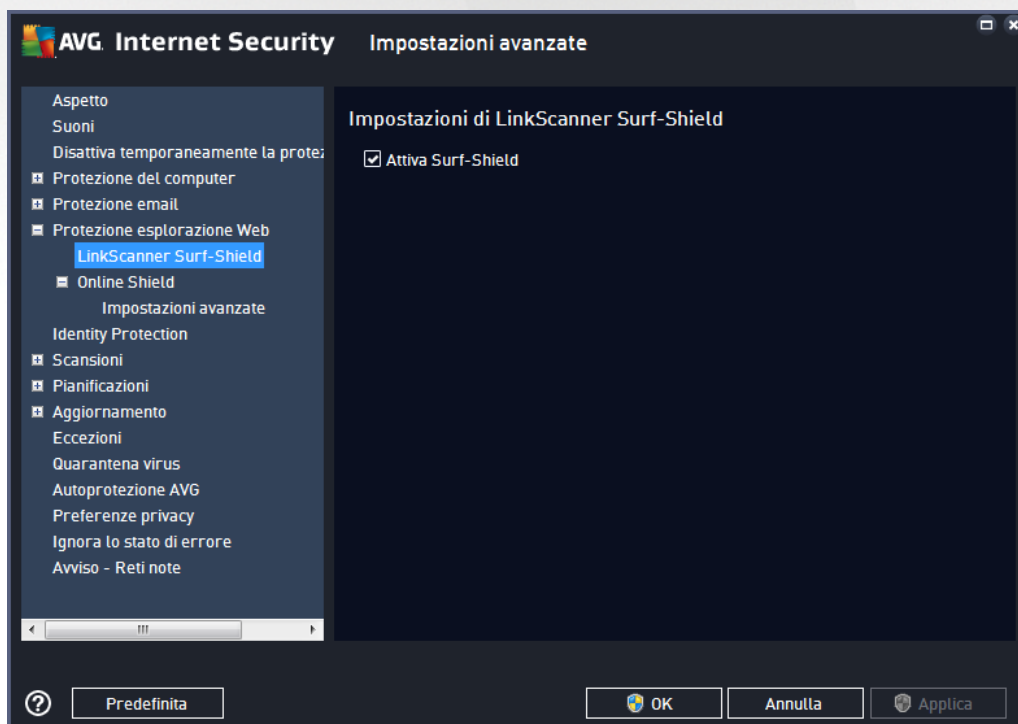 AVG. Internet Security Impostazioni avanzate
Aspetto
Suoni
Disattiva temporaneamente la
Protezione del computer
Protezione email
Protezione esplorazione Web
LinkScanner Surf-Shield
Online Shield
Impostazioni avanzate
Identity Protection
Scansioni
Pianificazioni
Aggiornamento
Eccezioni
Quarantena virus
Autoprotezione AVG
Preferenze privacy
Ignora lo stato di errore
Avviso - Reti note
Impostazioni di LinkScanner Surf-Shield
Attiva Surf-Shield
Predefinita
OK
Annulla
Applica